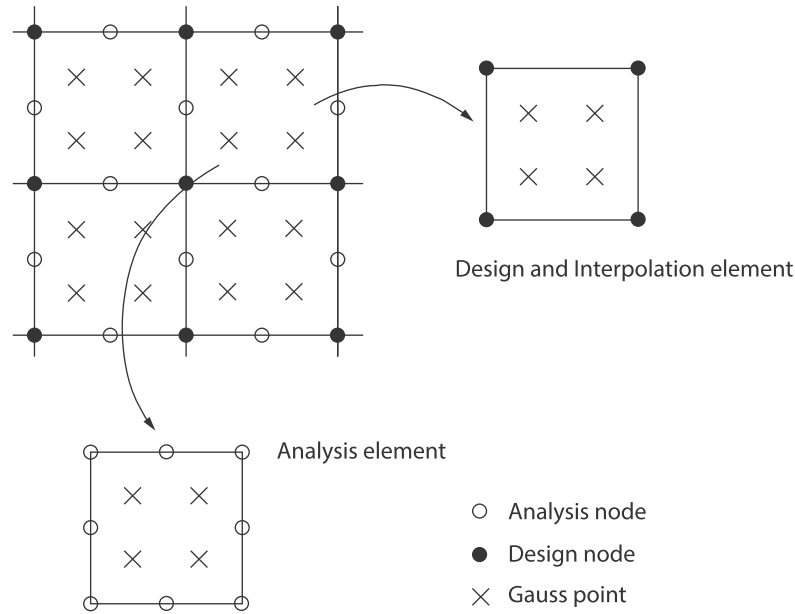 Design and Interpolation element
Analysis element
Analysis node
Design node
Gauss point